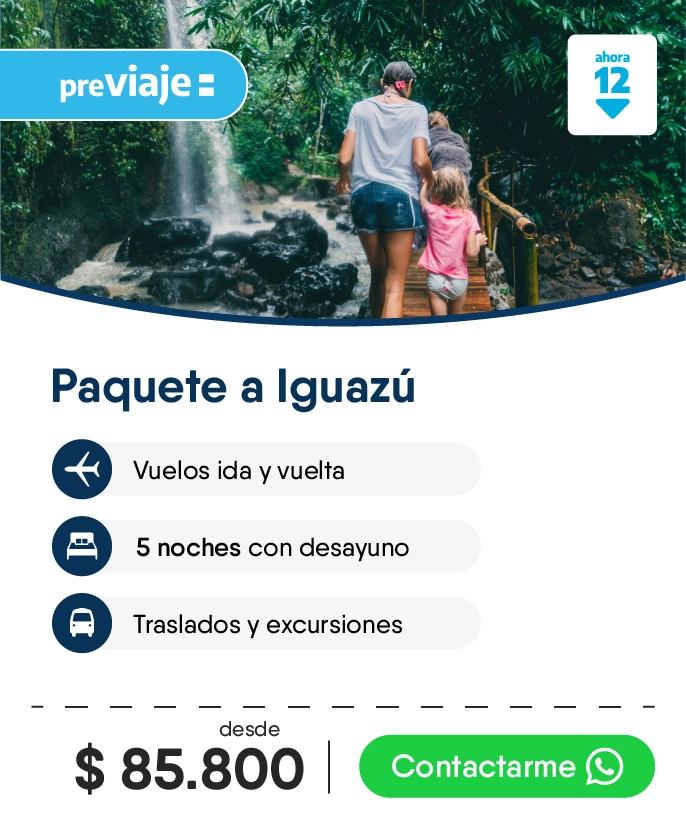 preViaje
ahora
12
Paquete a Iguazú
Vuelos ida y vuelta
5 noches con desayuno
Traslados y excursiones
desde
$ 85.800
Contactarme